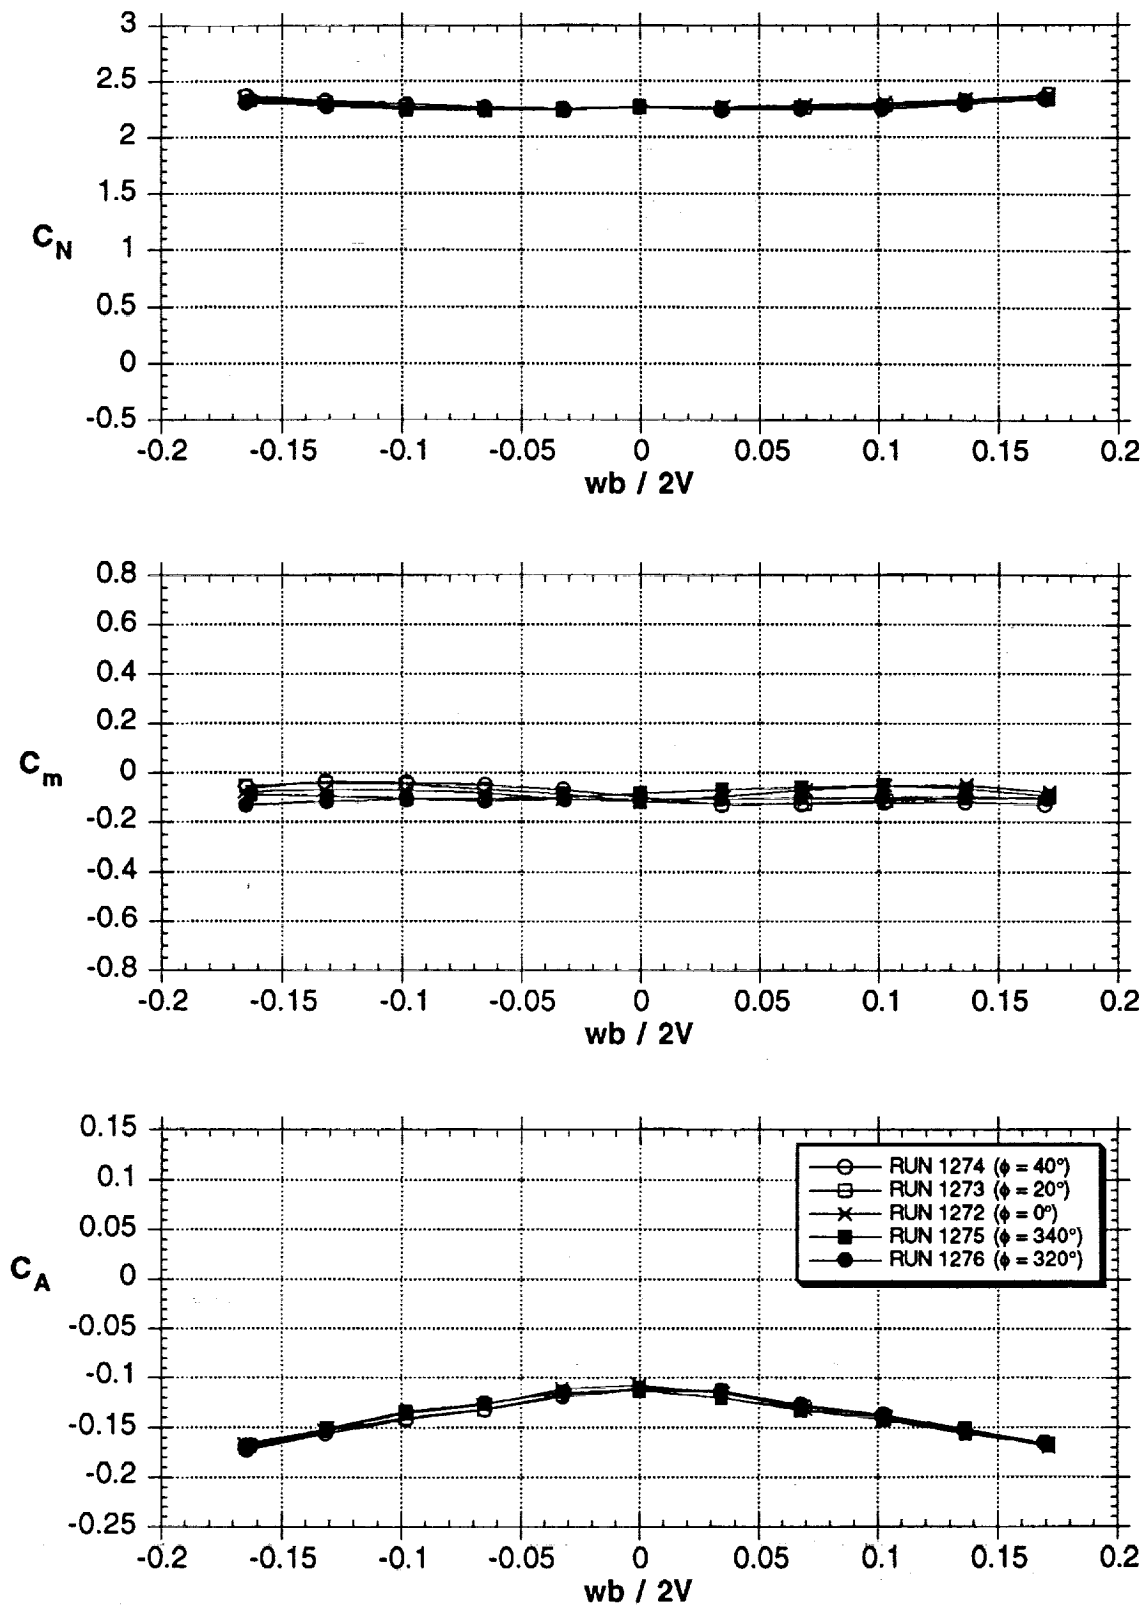 3
2.5
2
1.5
C_N
1
0.5
0
-0.5
-0.2 -0.15 -0.1 -0.05 0 0.05 0.1 0.15 0.2
wb / 2V
0.8
0.6
0.4
0.2
C_m
0
-0.2
-0.4
-0.6
-0.8
-0.2 -0.15 -0.1 -0.05 0 0.05 0.1 0.15 0.2
wb / 2V
0.15
0.1
0.05
C_A
0
-0.05
-0.1
-0.15
-0.2
-0.25
RUN 1274 (ϕ = 40°)
RUN 1273 (ϕ = 20°)
RUN 1272 (ϕ = 0°)
RUN 1275 (ϕ = 340°)
RUN 1276 (ϕ = 320°)
-0.2 -0.15 -0.1 -0.05 0 0.05 0.1 0.15 0.2
wb / 2V